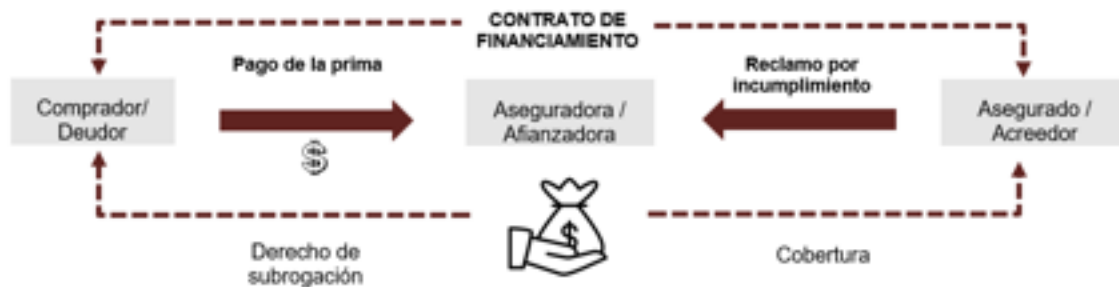 CONTRATO DE
FINANCIAMIENTO
Pago de la prima
Reclamo por
incumplimiento
Comprador/
Deudor
$
Aseguradora /
Afianzadora
Asegurado /
Acreedor
$
Derecho de
subrogación
Cobertura